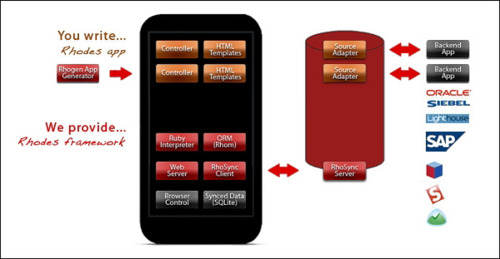 You write...
Rhodes app
Rhogen App
Generator
Controller
HTML
Templates
Controller
HTML
Templates
Source
Adapter
Backend
App
Source
Adapter
Backend
App
ORACLE
SIEBEL
Lighthouse
SAP
We provide...
Rhodes framework
Ruby
Interpreter
ORM
(Rhom)
Web
Server
RhoSync
Client
RhoSync
Server
Browser
Control
Synced Data
(SQLite)